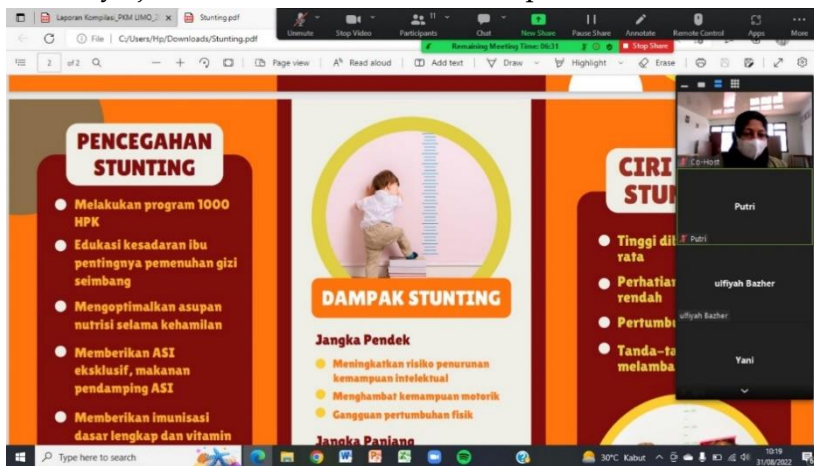 Laporan Kompilasi_PKM LIMO_2
Stunting.pdf
Unmute
Stop Video
Participants
11
Chat
New Share
Pause Share
Annotate
Remote Control
Apps
More
File
C:/Users/Hp/Downloads/Stunting.pdf
Remaining Meeting Time: 06:31
Stop Share
2 of 2
Page view
Read aloud
Add text
Draw
Highlight
Erase
PENCEGAHAN
STUNTING
Melakukan program 1000
HPK
Edukasi kesadaran ibu
pentingnya pemenuhan gizi
seimbang
Mengoptimalkan asupan
nutrisi selama kehamilan
Memberikan ASI
eksklusif, makanan
pendamping ASI
Memberikan imunisasi
dasar lengkap dan vitamin
DAMPAK STUNTING
Jangka Pendek
Meningkatkan risiko penurunan
kemampuan intelektual
Menghambat kemampuan motorik
Gangguan pertumbuhan fisik
Jangka Panjang
CIRI
STUN
Tinggi di
rata
Perhatian
rendah
Pertumbu
Tanda-ta
melamba
Co-Host
Putri
Putri
ulfiyah Bazher
ulfiyah Bazher
Yani
Type here to search
30°C Kabut
10:19
31/08/2022